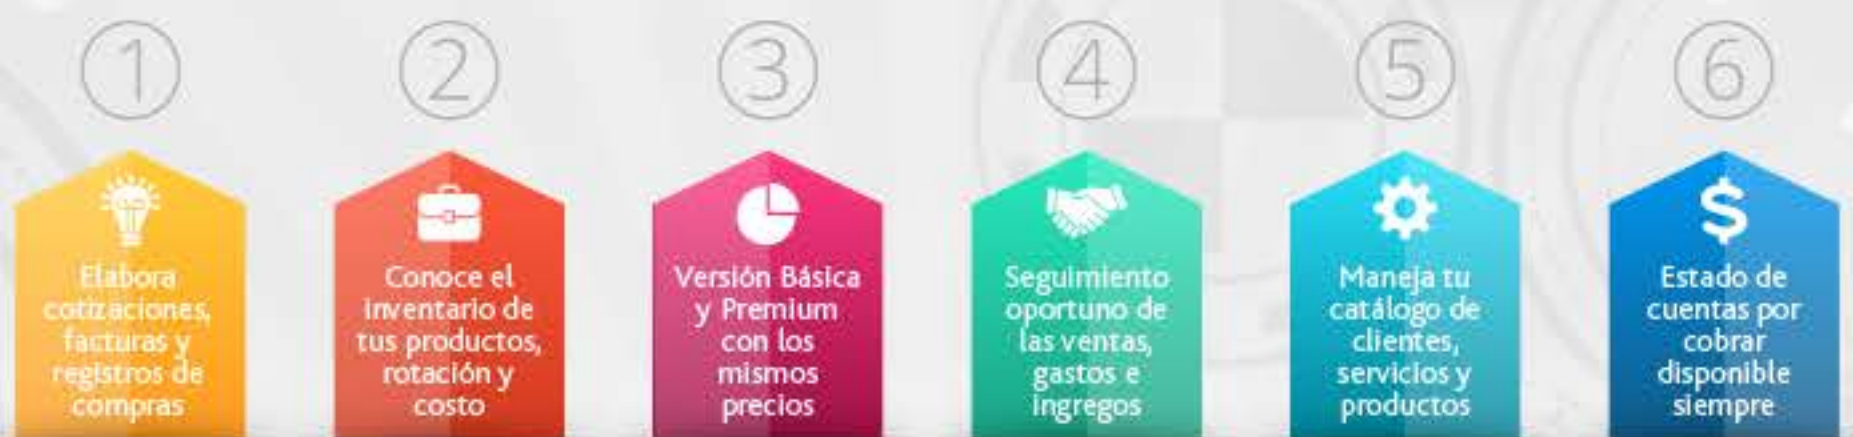 1
2
3
4
5
6
Elabora
cotizaciones,
facturas y
registros de
compras
Conoce el
inventario de
tus productos,
rotación y
costo
Versión Básica
y Premium
con los
mismos
precios
Seguimiento
oportuno de
las ventas,
gastos e
ingregos
Maneja tu
catálogo de
clientes,
servicios y
productos
Estado de
cuentas por
cobrar
disponible
siempre